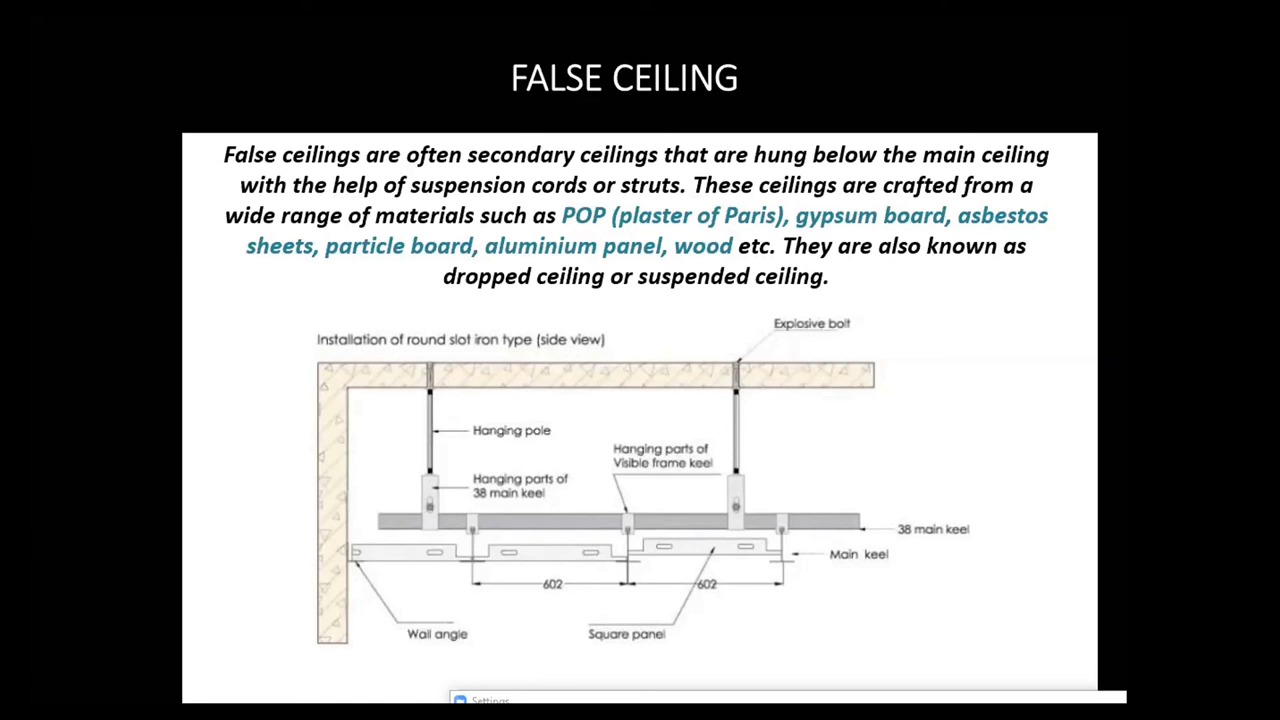 FALSE CEILING
False ceilings are often secondary ceilings that are hung below the main ceiling
with the help of suspension cords or struts. These ceilings are crafted from a
wide range of materials such as POP (plaster of Paris), gypsum board, asbestos
sheets, particle board, aluminium panel, wood etc. They are also known as
dropped ceiling or suspended ceiling.
Explosive bolt
Installation of round slot iron type (side view)
Hanging pole
Hanging parts of
Visible frame keel
Hanging parts of
38 main keel
38 main keel
Main keel
602
602
Wall angle
Square panel
Settings